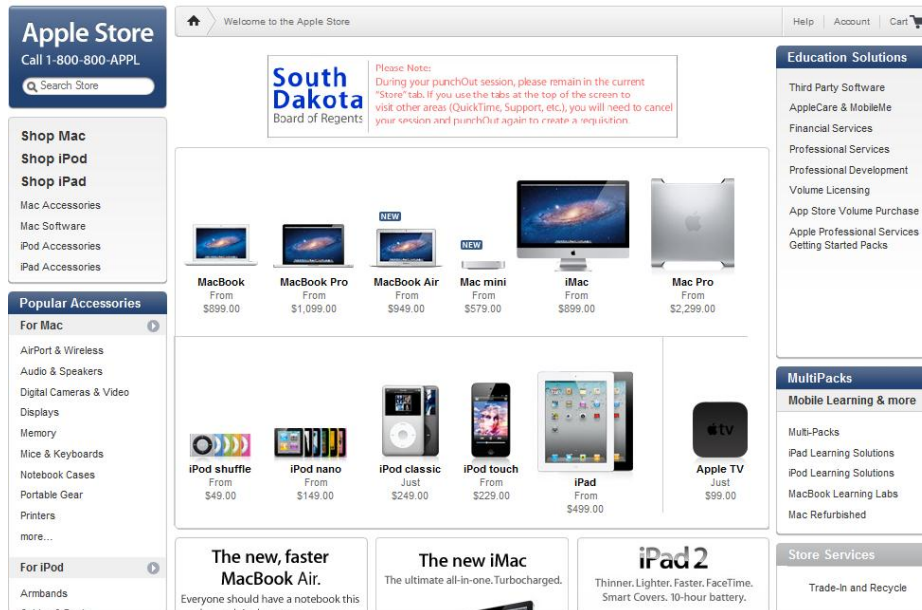 Apple Store
Call 1-800-800-APPL
Search Store
Shop Mac
Shop iPod
Shop iPad
Mac Accessories
Mac Software
iPod Accessories
iPad Accessories
Popular Accessories
For Mac
AirPort & Wireless
Audio & Speakers
Digital Cameras & Video
Displays
Memory
Mice & Keyboards
Notebook Cases
Portable Gear
Printers
more...
For iPod
Armbands
Welcome to the Apple Store
Help
Account
Cart
South
Dakota
Board of Regents
Please Note:
During your punchOut session, please remain in the current
"Store" tab. If you use the tabs at the top of the screen to
visit other areas (QuickTime, Support, etc.), you will need to cancel
your session and punchOut again to create a requisition.
NEW
NEW
MacBook
From
$899.00
MacBook Pro
From
$1,099.00
MacBook Air
From
$949.00
Mac mini
From
$579.00
iMac
From
$899.00
Mac Pro
From
$2,299.00
tv
iPod shuffle
From
$49.00
iPod nano
From
$149.00
iPod classic
Just
$249.00
iPod touch
From
$229.00
iPad
From
$499.00
Apple TV
Just
$99.00
The new, faster
MacBook Air.
Everyone should have a notebook this
The new iMac
The ultimate all-in-one. Turbocharged.
iPad 2
Thinner. Lighter. Faster. FaceTime.
Smart Covers. 10-hour battery.
Education Solutions
Third Party Software
AppleCare & MobileMe
Financial Services
Professional Services
Professional Development
Volume Licensing
App Store Volume Purchase
Apple Professional Services
Getting Started Packs
MultiPacks
Mobile Learning & more
Multi-Packs
iPad Learning Solutions
iPod Learning Solutions
MacBook Learning Labs
Mac Refurbished
Store Services
Trade-In and Recycle